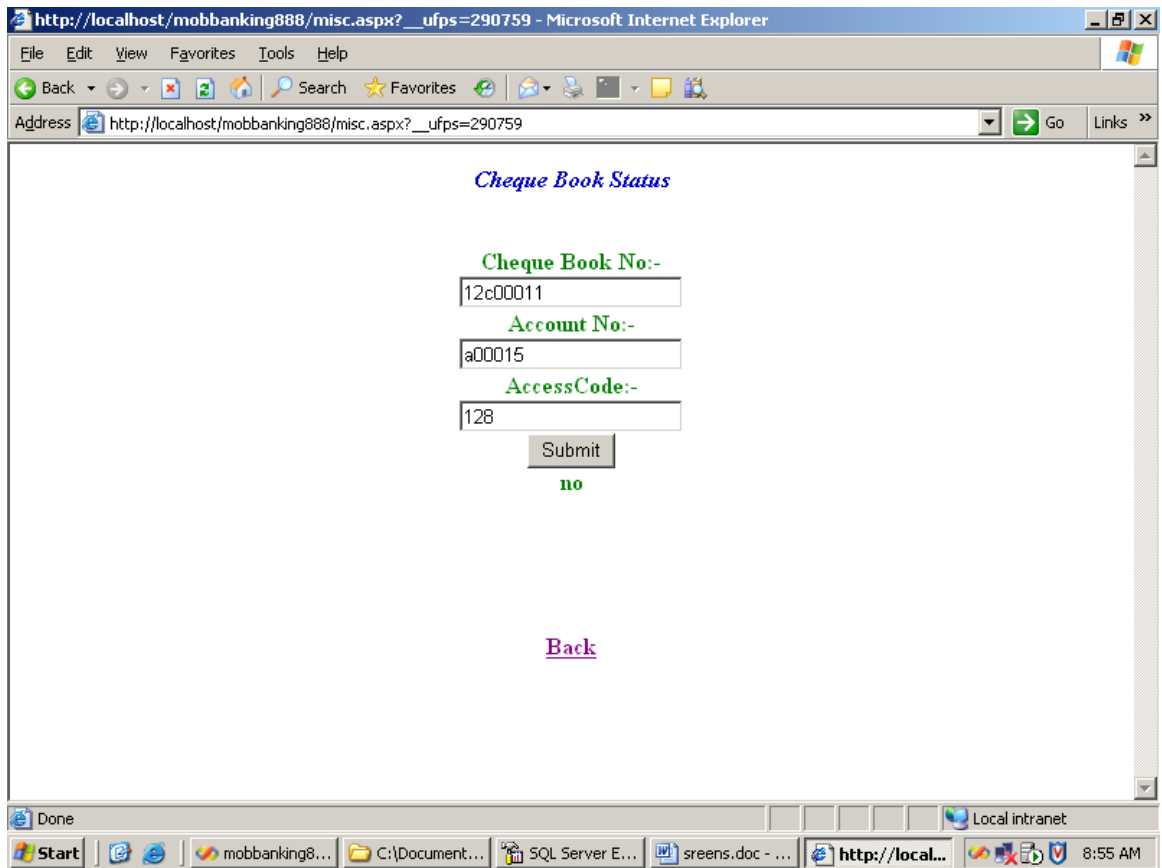 http://localhost/mobbanking888/misc.aspx?__ufps=290759 - Microsoft Internet Explorer
File Edit View Favorites Tools Help
Back Search Favorites
Address http://localhost/mobbanking888/misc.aspx?__ufps=290759 Go Links »
Cheque Book Status
Cheque Book No:-
12c00011
Account No:-
a00015
AccessCode:-
128
Submit
no
Back
Done Local intranet
Start mobbanking8... C:\Document... SQL Server E... sreens.doc - ... http://local... 8:55 AM